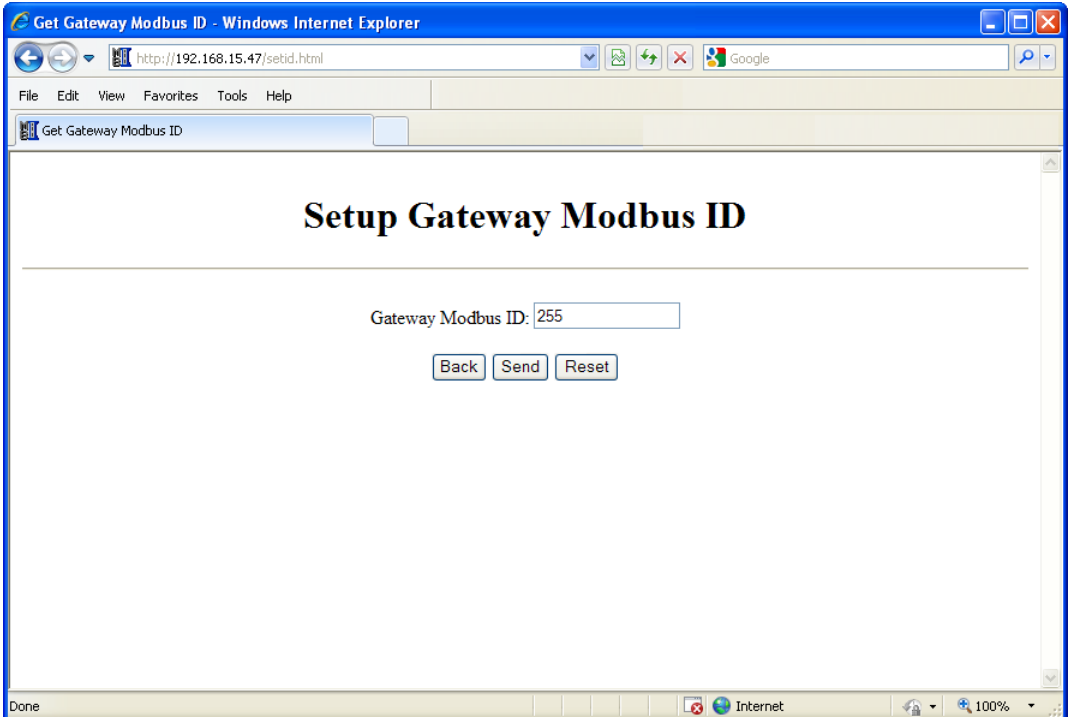 Get Gateway Modbus ID - Windows Internet Explorer
http://192.168.15.47/setid.html
Google
File Edit View Favorites Tools Help
Get Gateway Modbus ID
Setup Gateway Modbus ID
Gateway Modbus ID: 255
Back Send Reset
Done
Internet
100%